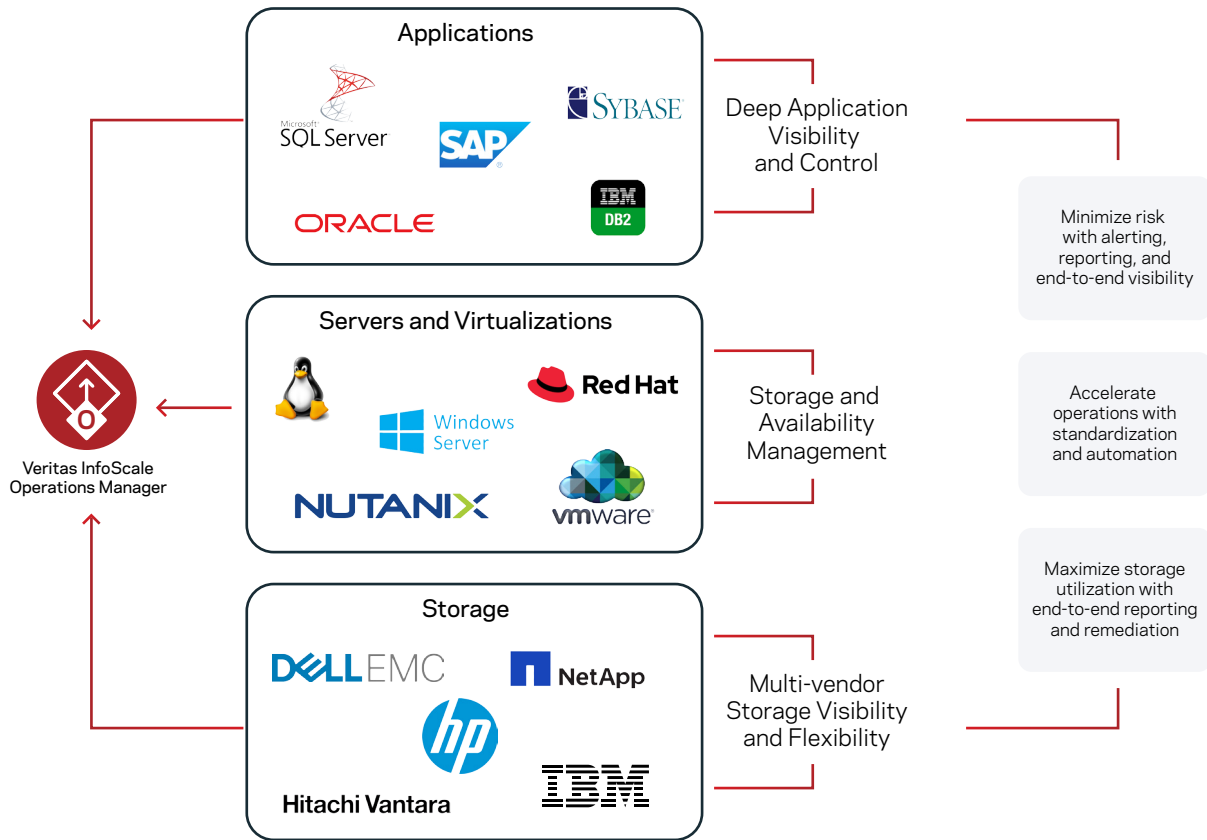 Applications
Microsoft®
SQL Server
SYBASE®
SAP®
ORACLE
IBM
DB2
Deep Application
Visibility
and Control
Minimize risk
with alerting,
reporting, and
end-to-end visibility
Servers and Virtualizations
Red Hat
Windows
Server
NUTANIX
vmware®
Storage and
Availability
Management
Accelerate
operations with
standardization
and automation
O
Veritas InfoScale
Operations Manager
Storage
DELL EMC
NetApp
hp
Hitachi Vantara
IBM
Multi-vendor
Storage Visibility
and Flexibility
Maximize storage
utilization with
end-to-end reporting
and remediation